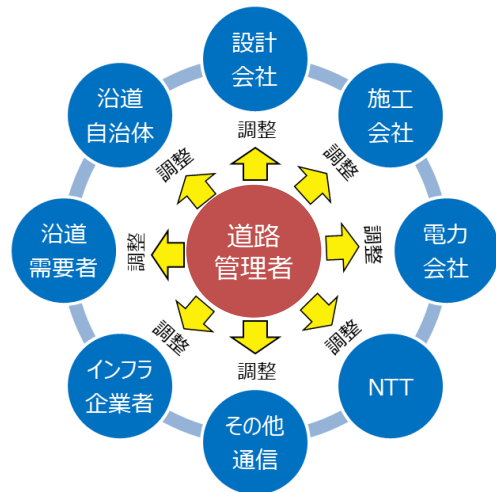 設計
会社
沿道
自治体
施工
会社
調整
調整
調整
沿道
需要者
調整
道路
管理者
調整
電力
会社
調整
調整
調整
インフラ
企業者
NTT
その他
通信